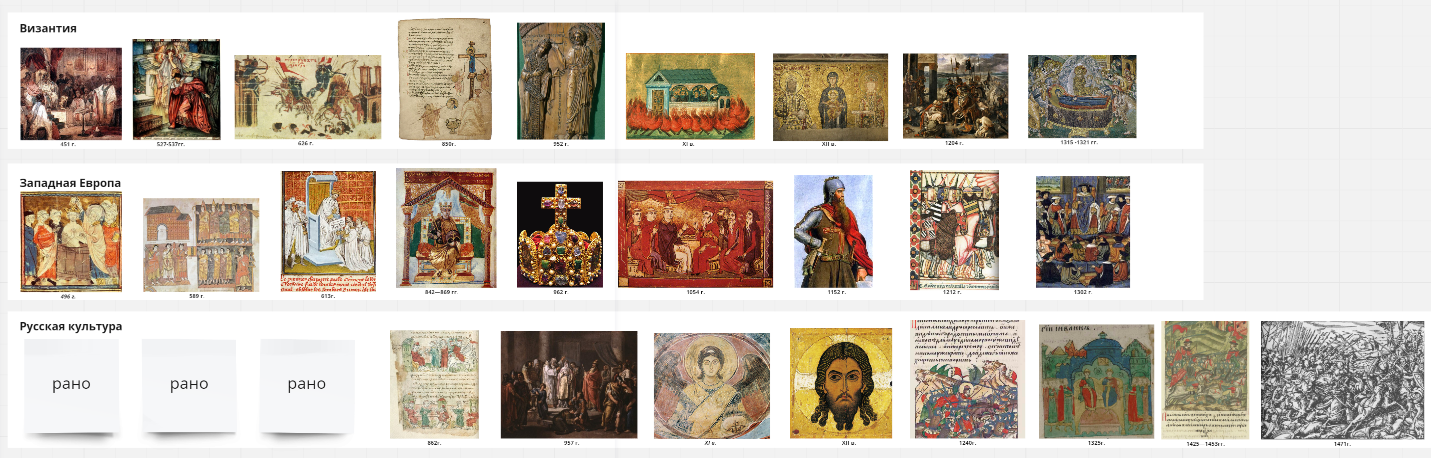 Византия
451 г.
527-537гг.
626 г.
850г.
952 г.
XI в.
XII в.
1204 г.
1315 -1321 гг.
Западная Европа
496 г.
589 г.
613г.
842—869 гг.
962 г
1054 г.
1152 г.
1212 г.
1302 г.
Русская культура
рано
рано
рано
862г.
957 г.
XI в.
XII в.
1240г.
1325г.
1425 - 1453гг.
1471г.